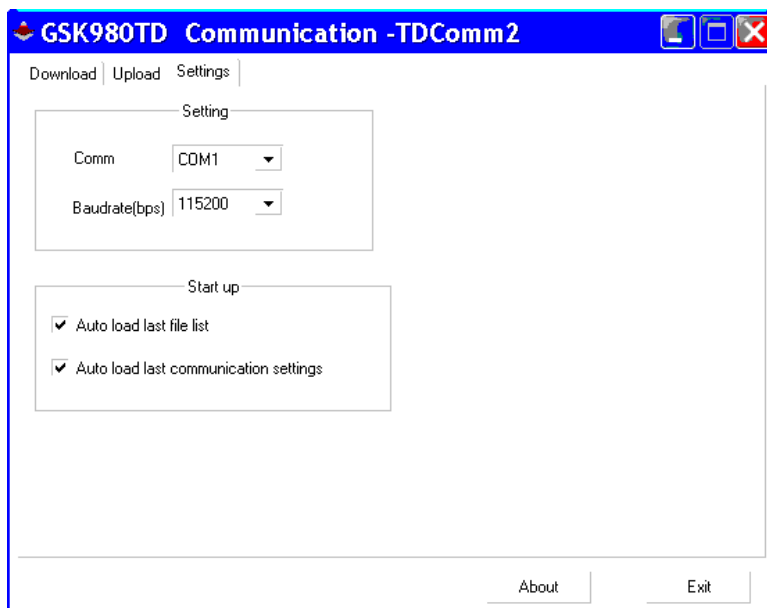 GSK980TD Communication -TDComm2
Download Upload Settings
Setting
Comm COM1
Baudrate(bps) 115200
Start up
Auto load last file list
Auto load last communication settings
About Exit